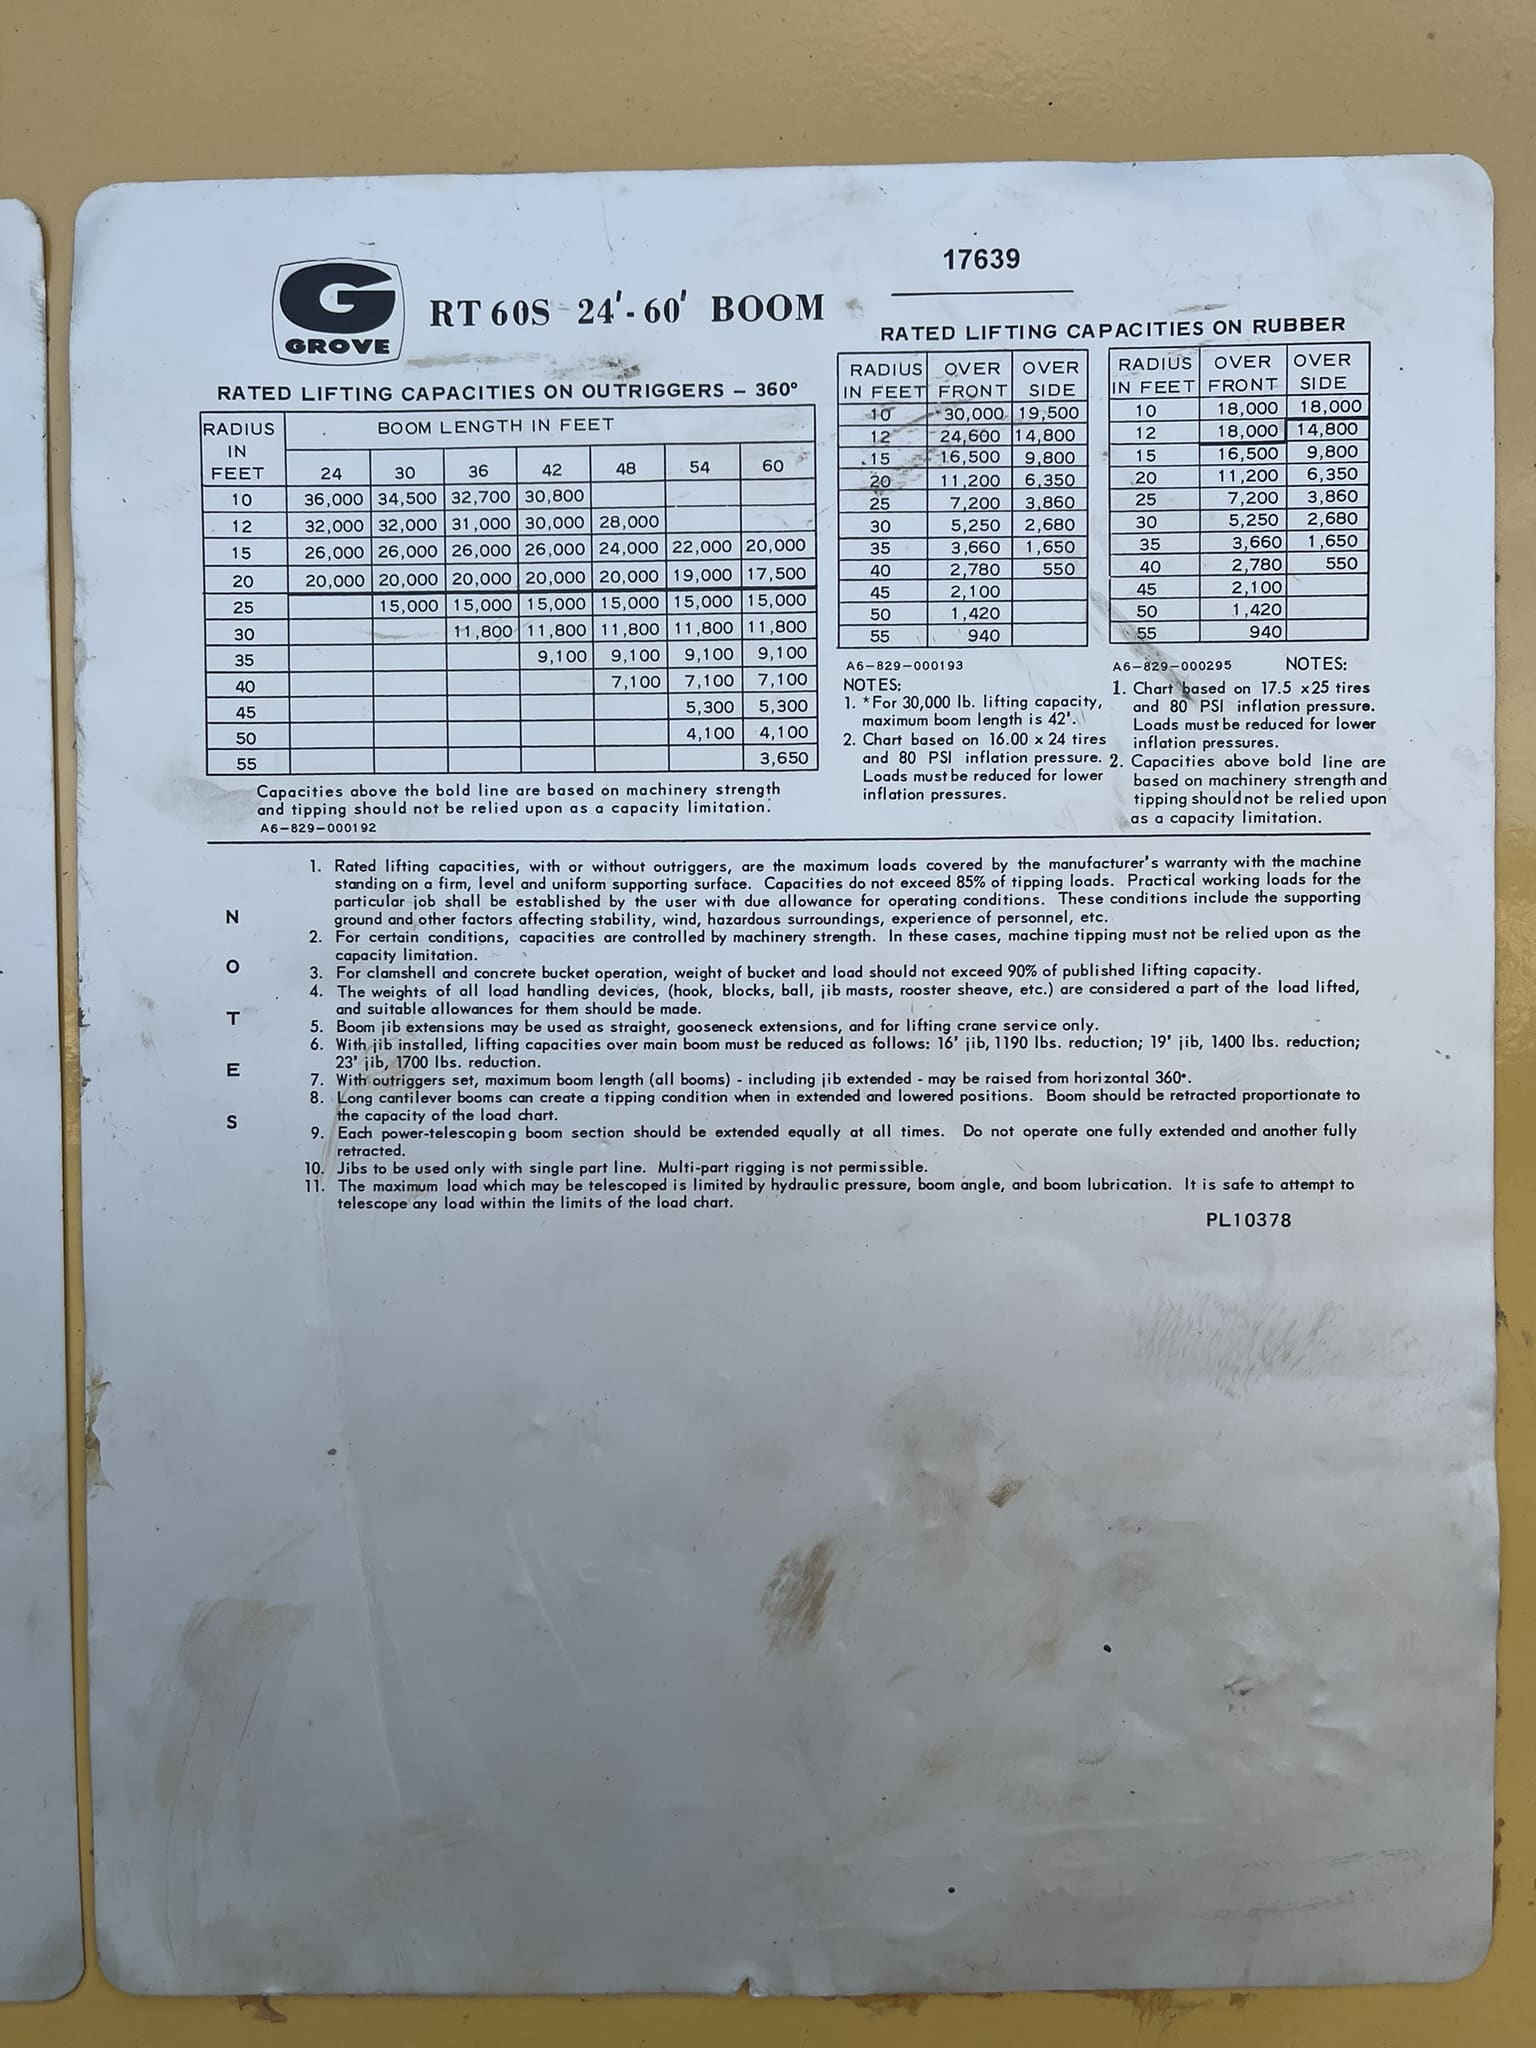 17639
G
GROVE
RT 60S 24'-60' BOOM
RATED LIFTING CAPACITIES ON OUTRIGGERS – 360°
RADIUS IN FEET BOOM LENGTH IN FEET
24 30 36 42 48 54 60
10 36,000 34,500 32,700 30,800
12 32,000 32,000 31,000 30,000 28,000
15 26,000 26,000 26,000 26,000 24,000 22,000 20,000
20 20,000 20,000 20,000 20,000 20,000 19,000 17,500
25 15,000 15,000 15,000 15,000 15,000 15,000
30 11,800 11,800 11,800 11,800 11,800
35 9,100 9,100 9,100 9,100
40 7,100 7,100 7,100
45 5,300 5,300
50 4,100 4,100
55 3,650
Capacities above the bold line are based on machinery strength
and tipping should not be relied upon as a capacity limitation.
A6-829-000192
RATED LIFTING CAPACITIES ON RUBBER
RADIUS OVER OVER
IN FEET FRONT SIDE
10 *30,000 19,500
12 24,600 14,800
15 16,500 9,800
20 11,200 6,350
25 7,200 3,860
30 5,250 2,680
35 3,660 1,650
40 2,780 550
45 2,100
50 1,420
55 940
A6-829-000193
NOTES:
1. *For 30,000 lb. lifting capacity,
maximum boom length is 42'.
2. Chart based on 16.00 x 24 tires
and 80 PSI inflation pressure.
Loads must be reduced for lower
inflation pressures.
RADIUS OVER OVER
IN FEET FRONT SIDE
10 18,000 18,000
12 18,000 14,800
15 16,500 9,800
20 11,200 6,350
25 7,200 3,860
30 5,250 2,680
35 3,660 1,650
40 2,780 550
45 2,100
50 1,420
55 940
A6-829-000295 NOTES:
1. Chart based on 17.5 x 25 tires
and 80 PSI inflation pressure.
Loads must be reduced for lower
inflation pressures.
2. Capacities above bold line are
based on machinery strength and
tipping should not be relied upon
as a capacity limitation.
NOTES
1. Rated lifting capacities, with or without outriggers, are the maximum loads covered by the manufacturer's warranty with the machine
standing on a firm, level and uniform supporting surface. Capacities do not exceed 85% of tipping loads. Practical working loads for the
particular job shall be established by the user with due allowance for operating conditions. These conditions include the supporting
ground and other factors affecting stability, wind, hazardous surroundings, experience of personnel, etc.
2. For certain conditions, capacities are controlled by machinery strength. In these cases, machine tipping must not be relied upon as the
capacity limitation.
3. For clamshell and concrete bucket operation, weight of bucket and load should not exceed 90% of published lifting capacity.
4. The weights of all load handling devices, (hook, blocks, ball, jib masts, rooster sheave, etc.) are considered a part of the load lifted,
and suitable allowances for them should be made.
5. Boom jib extensions may be used as straight, gooseneck extensions, and for lifting crane service only.
6. With jib installed, lifting capacities over main boom must be reduced as follows: 16' jib, 1190 lbs. reduction; 19' jib, 1400 lbs. reduction;
23' jib, 1700 lbs. reduction.
7. With outriggers set, maximum boom length (all booms) - including jib extended - may be raised from horizontal 360°.
8. Long cantilever booms can create a tipping condition when in extended and lowered positions. Boom should be retracted proportionate to
the capacity of the load chart.
9. Each power-telescoping boom section should be extended equally at all times. Do not operate one fully extended and another fully
retracted.
10. Jibs to be used only with single part line. Multi-part rigging is not permissible.
11. The maximum load which may be telescoped is limited by hydraulic pressure, boom angle, and boom lubrication. It is safe to attempt to
telescope any load within the limits of the load chart.
PL10378